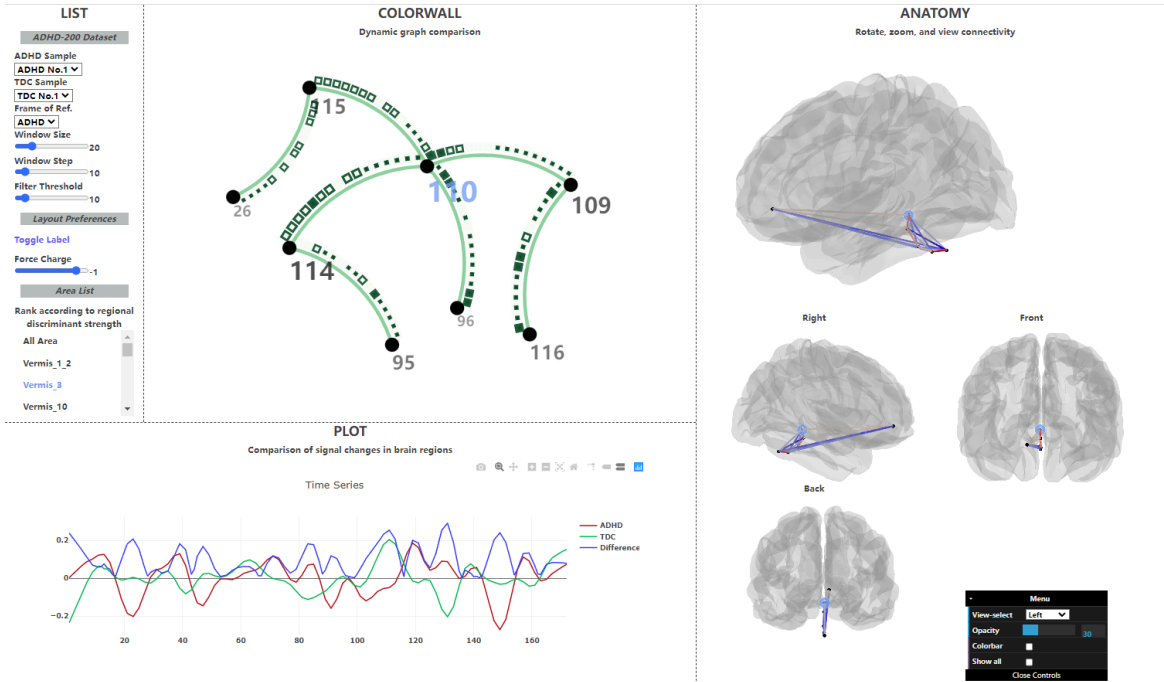 LIST
ADHD-200 Dataset
ADHD Sample
ADHD No.1
TDC Sample
TDC No.1
Frame of Ref.
ADHD
Window Size
20
Window Step
10
Filter Threshold
10
Layout Preferences
Toggle Label
Force Charge
-1
Area List
Rank according to regional
discriminant strength
All Area
Vermis_1_2
Vermis_8
Vermis_10
COLORWALL
Dynamic graph comparison
115
110
109
26
114
96
95
116
PLOT
Comparison of signal changes in brain regions
Time Series
ADHD
TDC
Difference
0.2
0
−0.2
20 40 60 80 100 120 140 160
ANATOMY
Rotate, zoom, and view connectivity
Right
Front
Back
Menu
View-select Left
Opacity 30
Colorbar
Show all
Close Controls